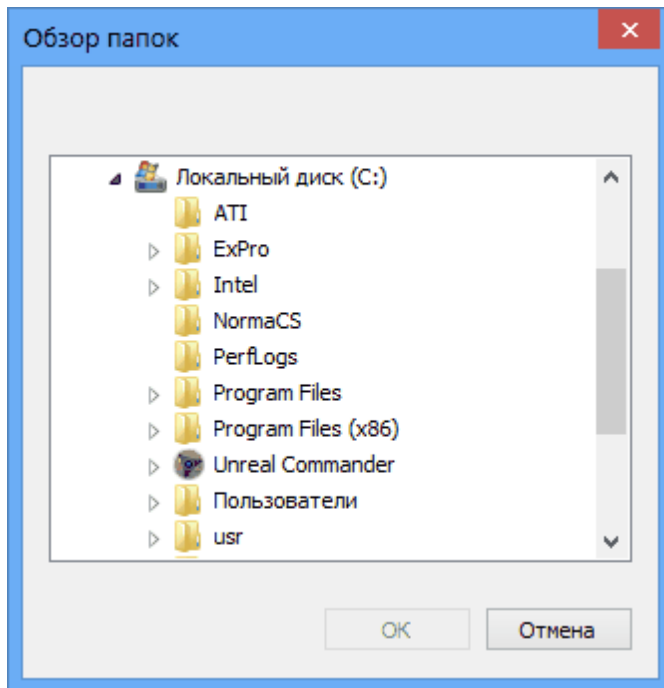 Обзор папок
Локальный диск (C:)
ATI
ExPro
Intel
NormaCS
PerfLogs
Program Files
Program Files (x86)
Unreal Commander
Пользователи
usr
ОК
Отмена